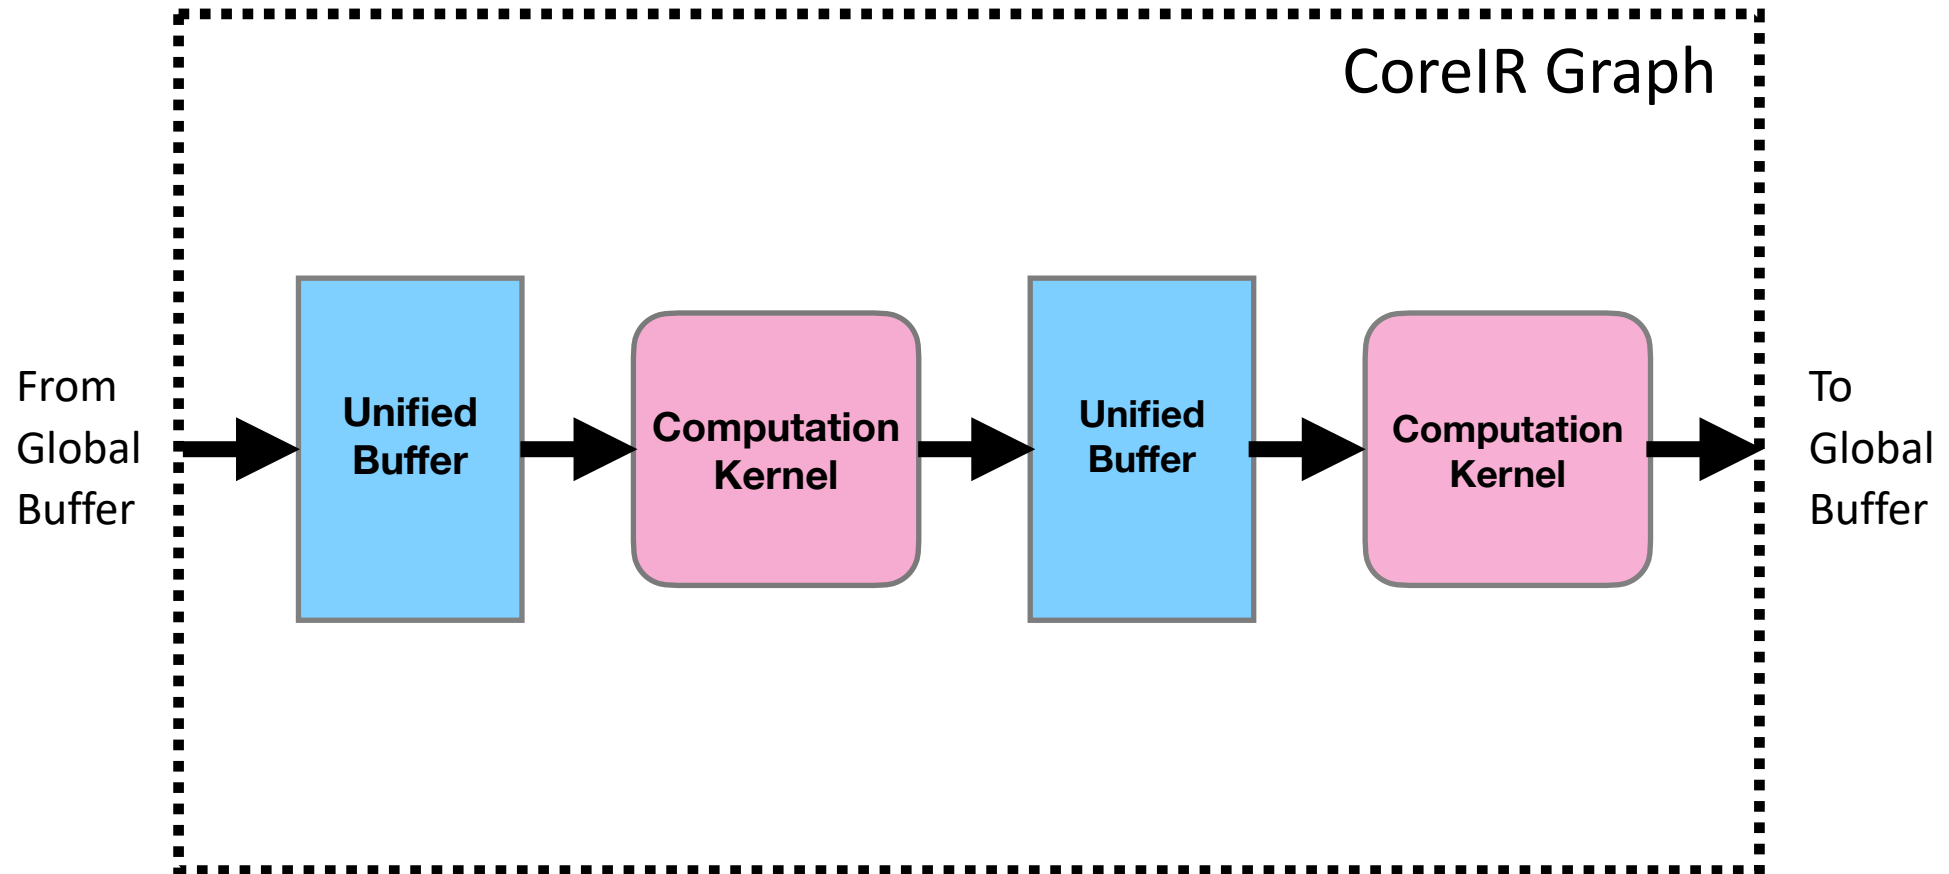 CoreIR Graph
From
Global
Buffer
Unified
Buffer
Computation
Kernel
Unified
Buffer
Computation
Kernel
To
Global
Buffer